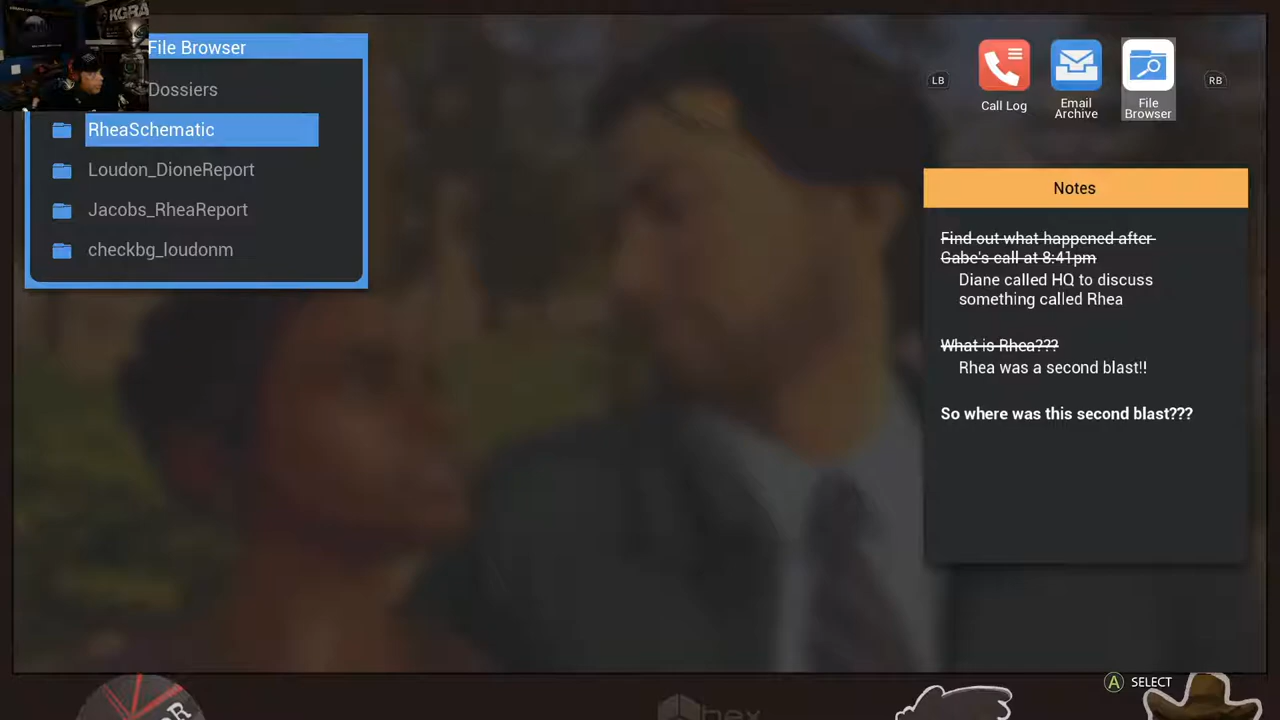 KGRA
File Browser
Dossiers
RheaSchematic
Loudon_DioneReport
Jacobs_RheaReport
checkbg_loudonm
LB
Call Log
Email
Archive
File
Browser
RB
Notes
Find out what happened after
Gabe's call at 8:41pm
Diane called HQ to discuss
something called Rhea
What is Rhea???
Rhea was a second blast!!
So where was this second blast???
A SELECT
hex